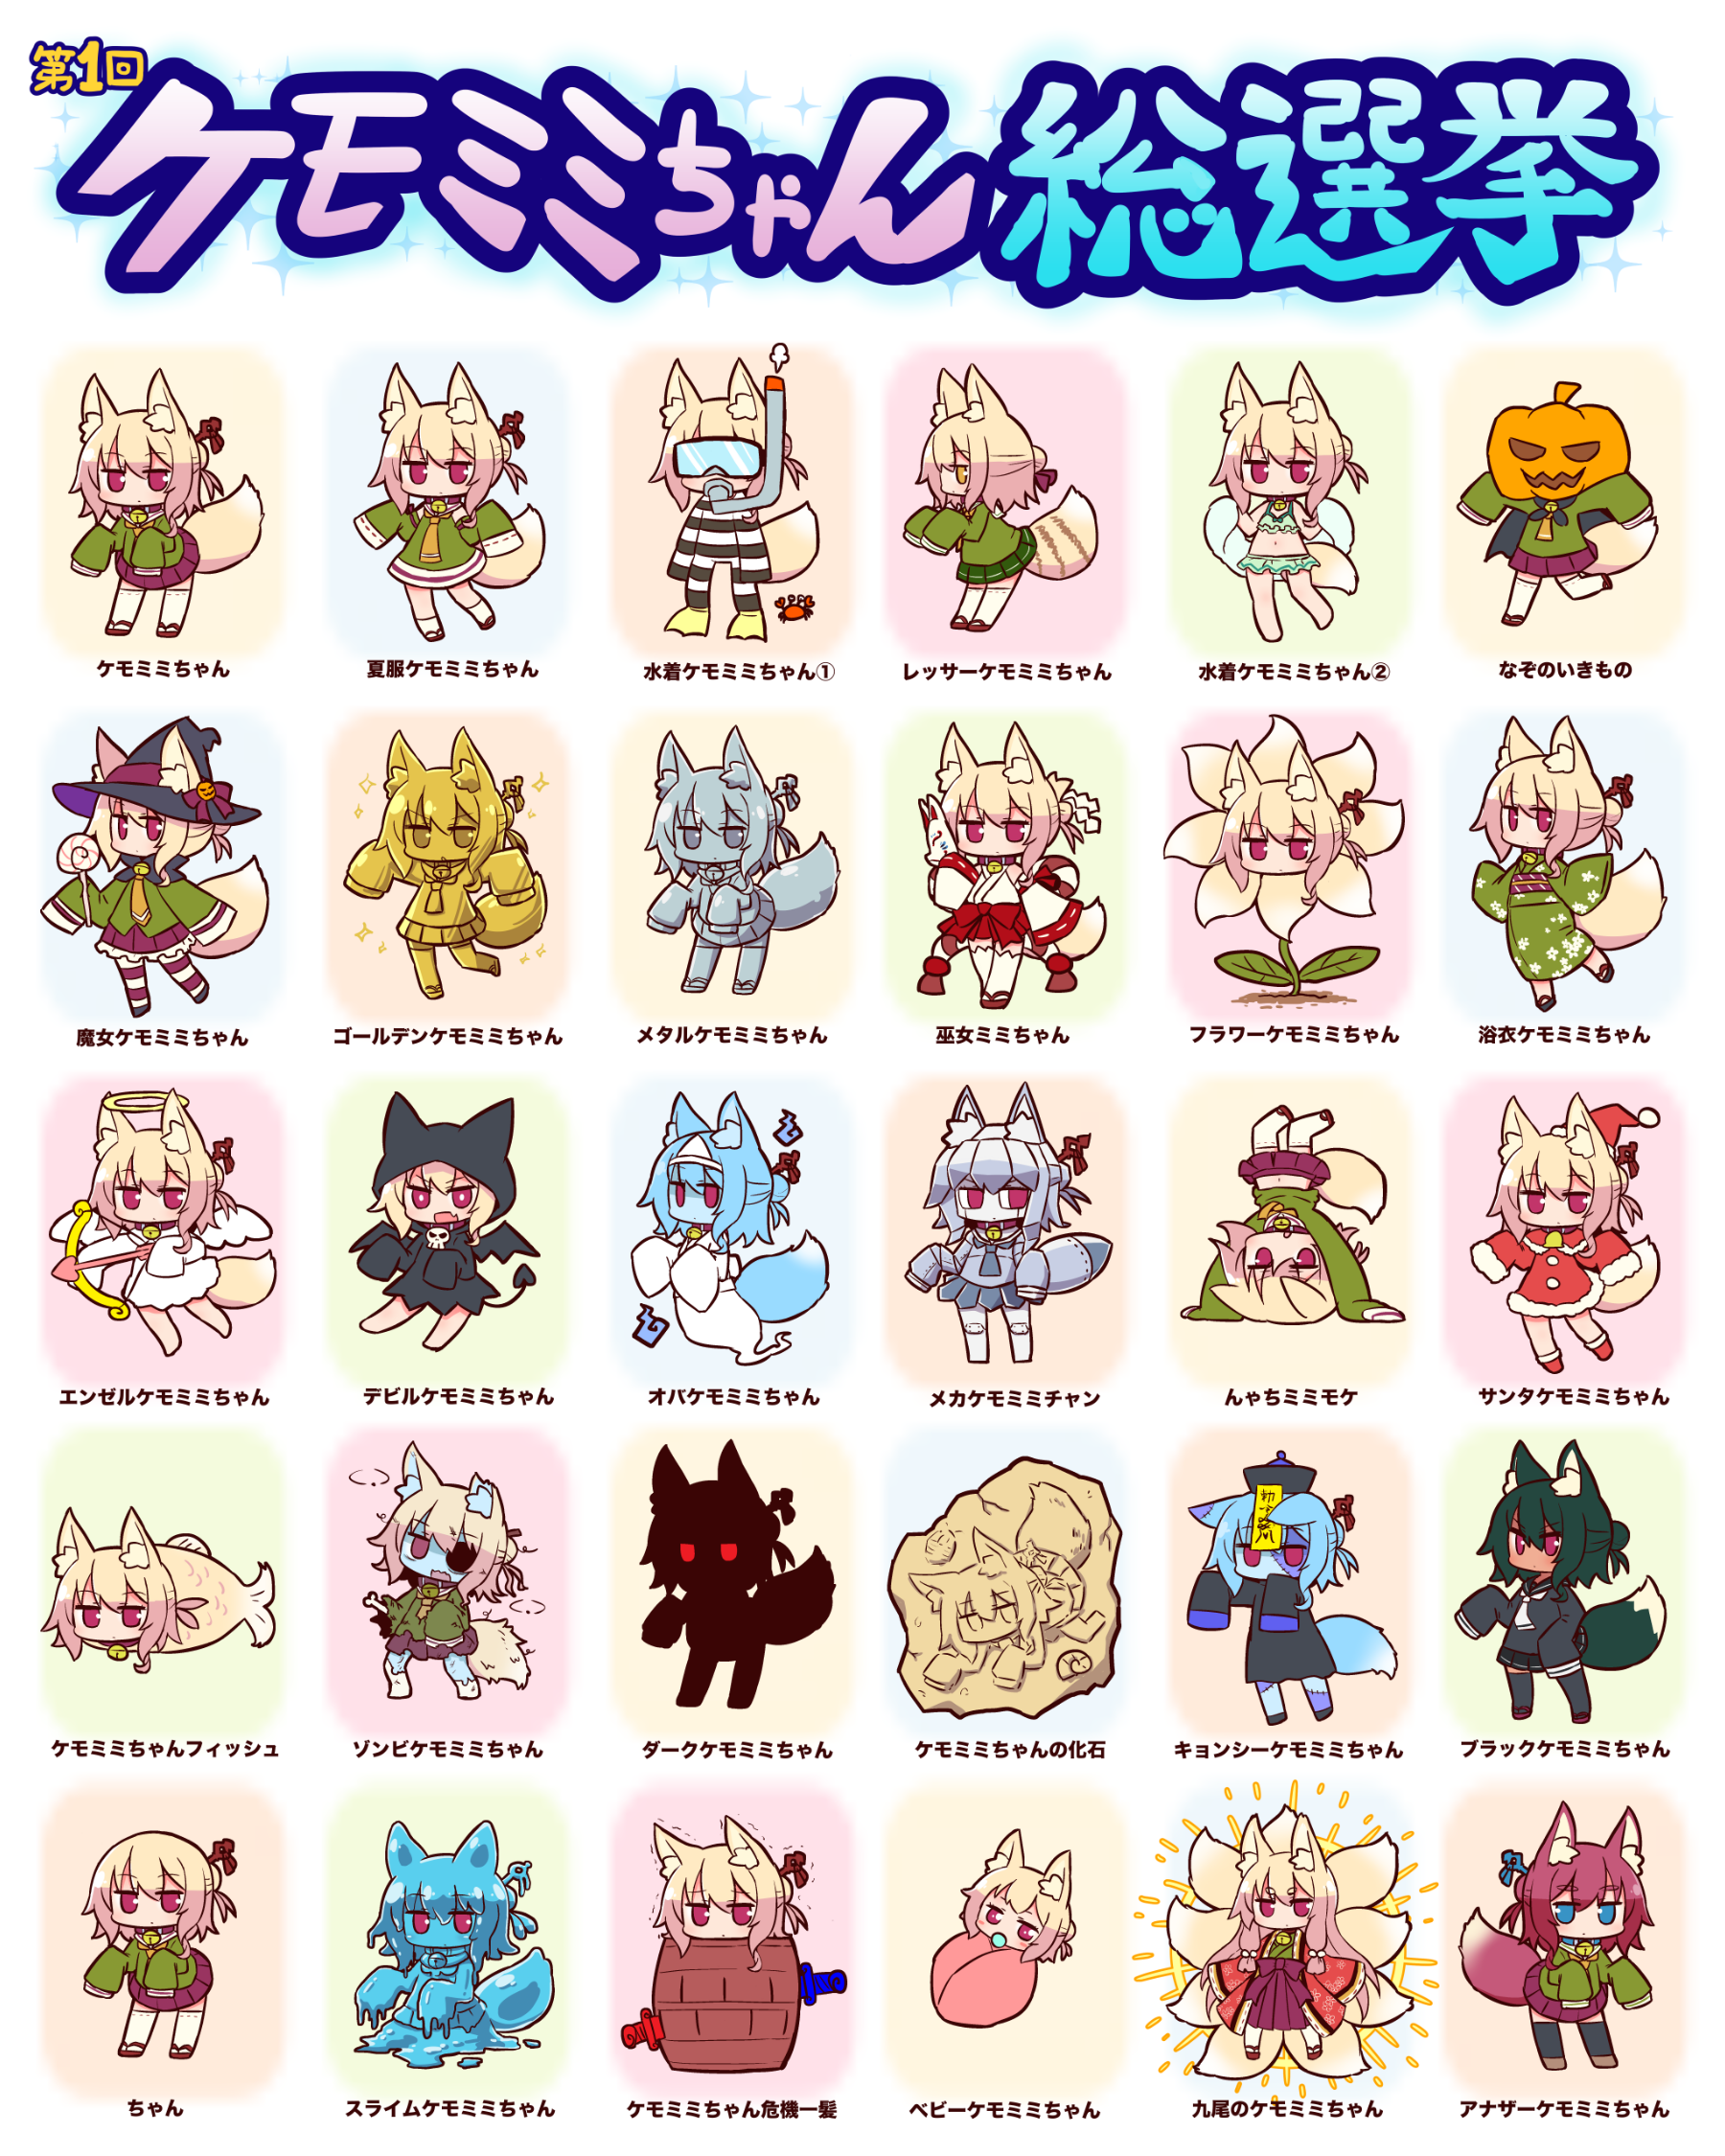 第1回
ケモミミちゃん総選挙
ケモミミちゃん
夏服ケモミミちゃん
水着ケモミミちゃん①
レッサーケモミミちゃん
水着ケモミミちゃん②
なぞのいきもの
魔女ケモミミちゃん
ゴールデンケモミミちゃん
メタルケモミミちゃん
巫女ミミちゃん
フラワーケモミミちゃん
浴衣ケモミミちゃん
エンゼルケモミミちゃん
デビルケモミミちゃん
オバケモミミちゃん
メカケモミミチャン
んゃちミミモケ
サンタケモミミちゃん
ケモミミちゃんフィッシュ
ゾンビケモミミちゃん
ダークケモミミちゃん
ケモミミちゃんの化石
キョンシーケモミミちゃん
ブラックケモミミちゃん
ちゃん
スライムケモミミちゃん
ケモミミちゃん危機一髪
ベビーケモミミちゃん
九尾のケモミミちゃん
アナザーケモミミちゃん